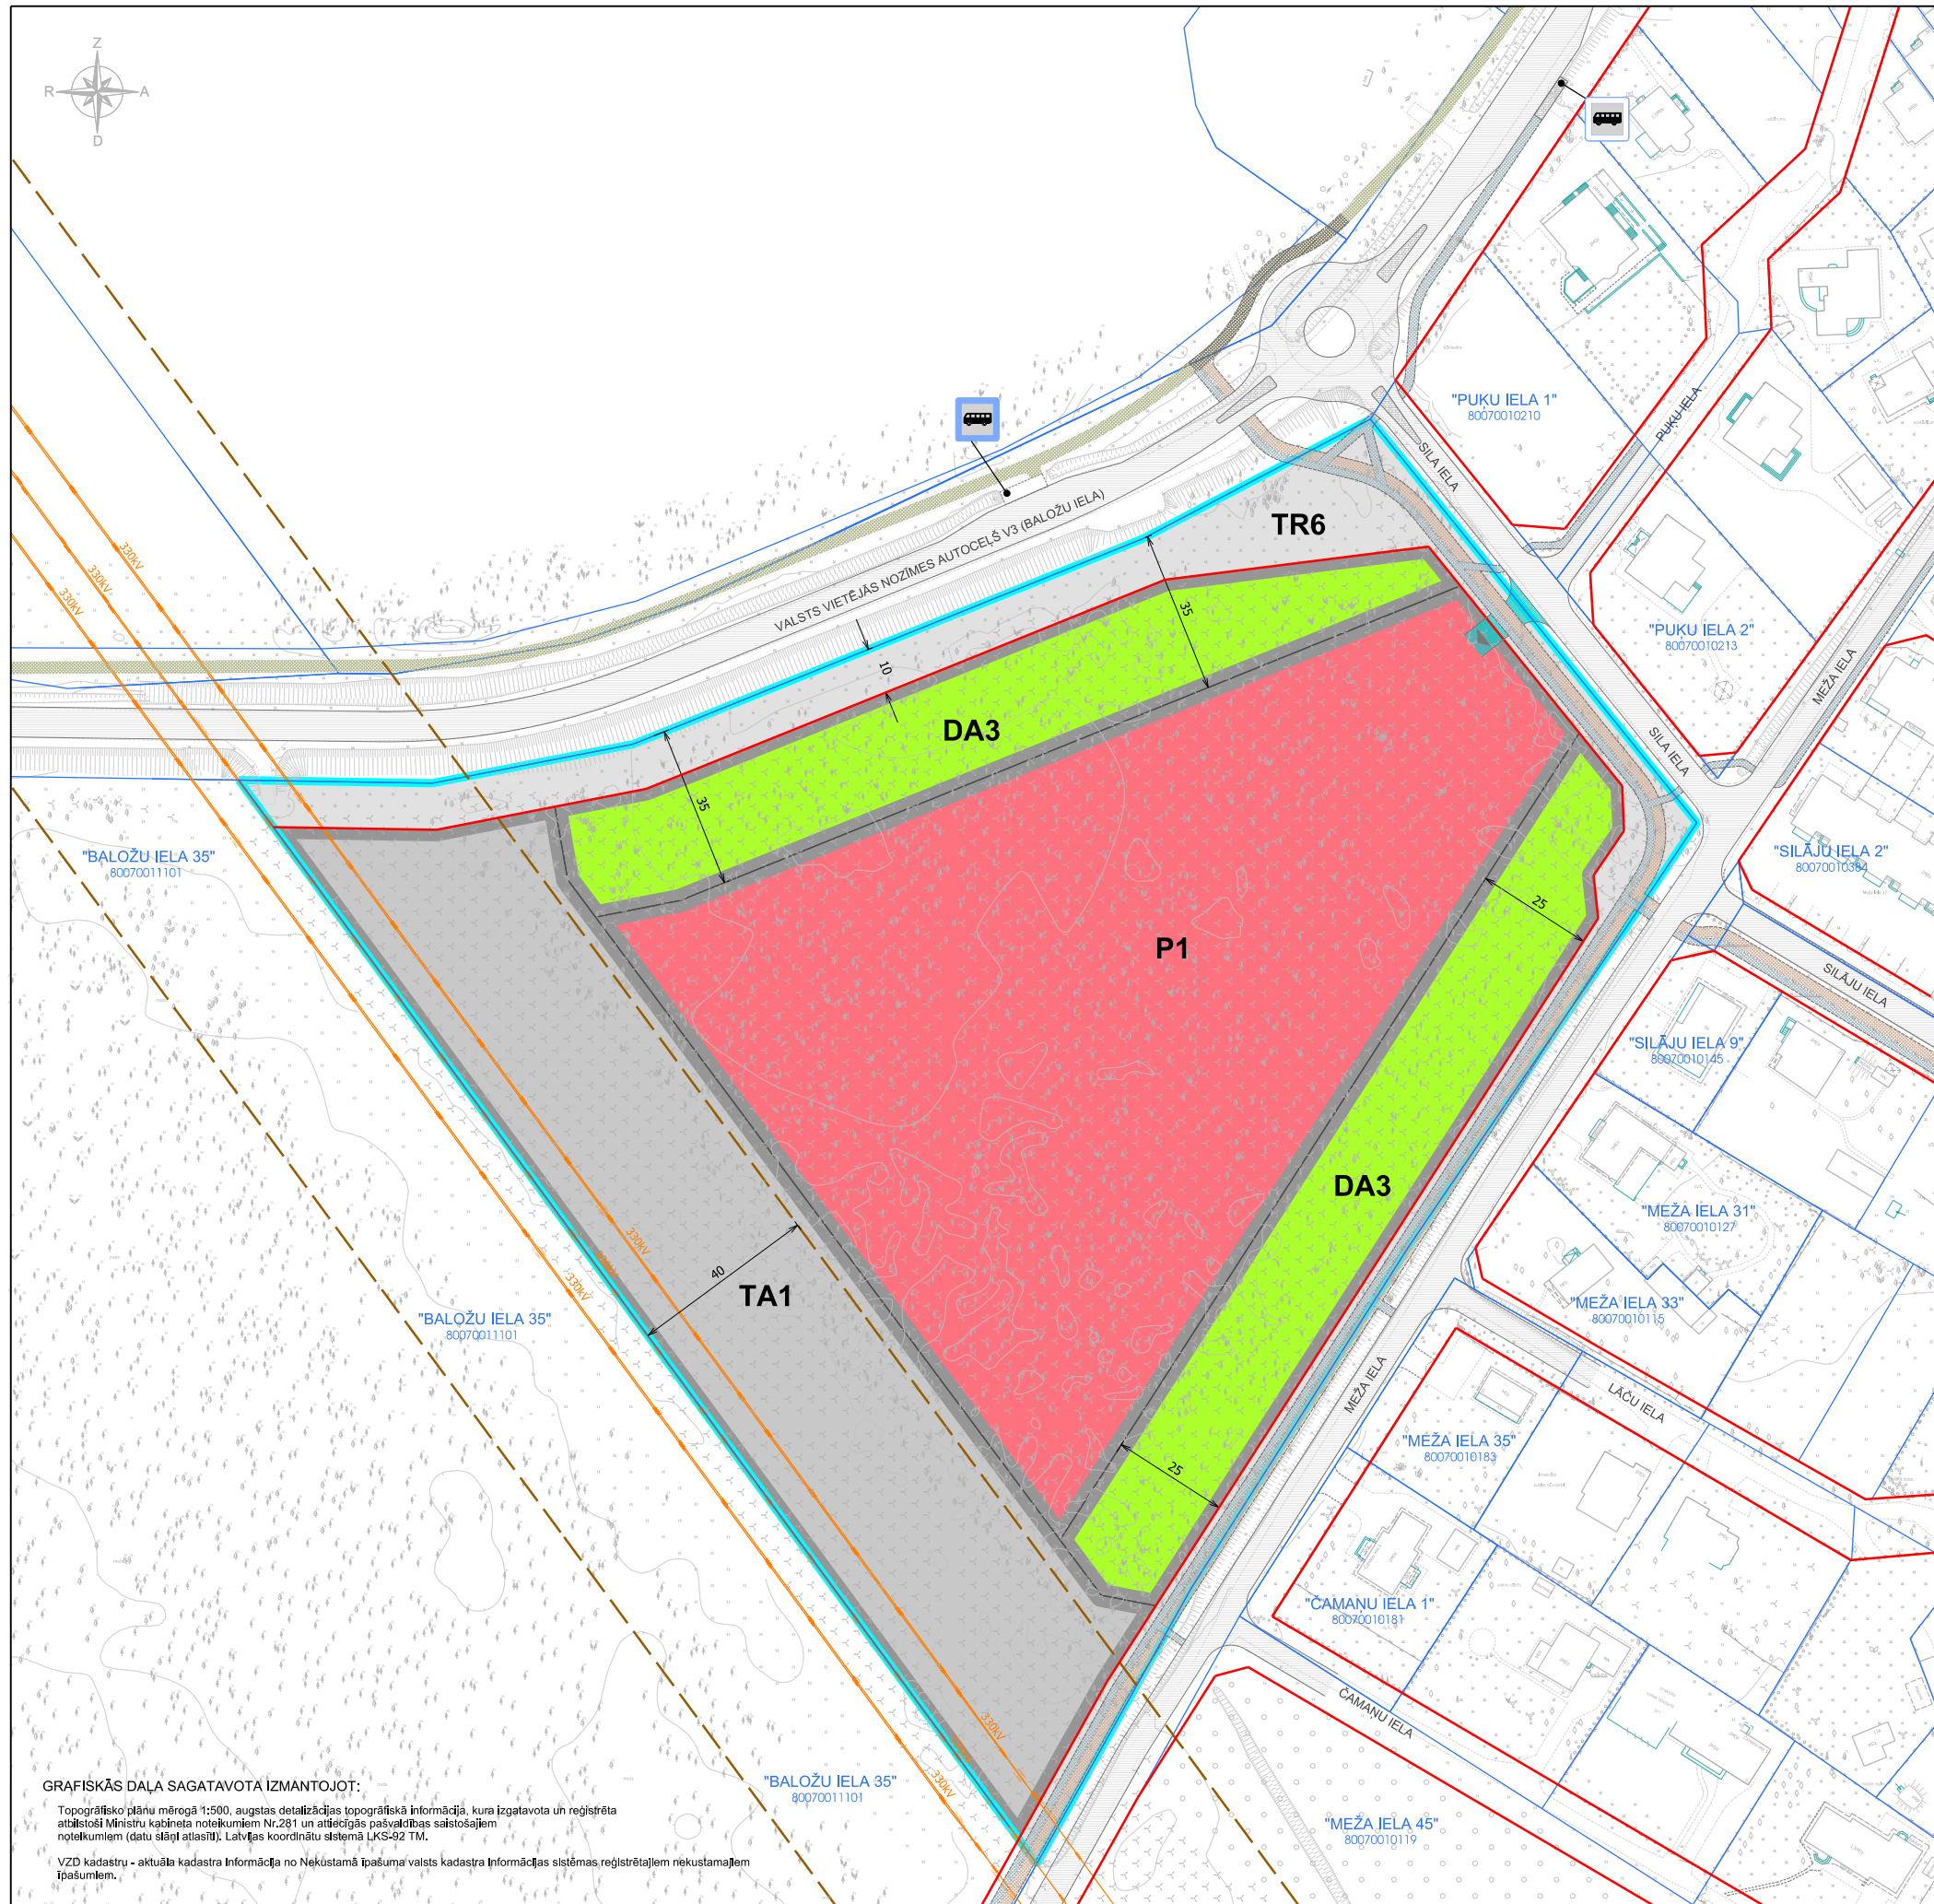 Z
R
A
D
"PUĶU IELA 1"
80070010210
PUĶU IELA
SILA IELA
TR6
VALSTS VIETĒJĀS NOZĪMES AUTOCEĻŠ V3 (BALOŽU IELA)
330kV
330kV
330kV
35
10
"PUĶU IELA 2"
80070010213
MEŽA IELA
DA3
SILA IELA
35
"BALOŽU IELA 35"
80070011101
"SILĀJU IELA 2"
80070010384
25
P1
SILĀJU IELA
"SILĀJU IELA 9"
80070010145
DA3
"MEŽA IELA 31"
80070010127
330kV
330kV
40
TA1
"MEŽA IELA 33"
80070010115
"BALOŽU IELA 35"
80070011101
MEŽA IELA
LĀČU IELA
"MEŽA IELA 35"
80070010183
25
"ČAMAŅU IELA 1"
80070010181
ČAMAŅU IELA
330kV
330kV
"BALOŽU IELA 35"
80070011101
"MEŽA IELA 45"
80070010119
GRAFISKĀS DAĻA SAGATAVOTA IZMANTOJOT:
Topogrāfisko plānu mērogā 1:500, augstas detalizācijas topogrāfiskā informācija, kura izgatavota un reģistrēta
atbilstoši Ministru kabineta noteikumiem Nr.281 un attiecīgās pašvaldības saistošajiem
noteikumiem (datu slāņi atlasīti). Latvijas koordinātu sistēmā LKS-92 TM.
VZD kadastru - aktuāla kadastra informācija no Nekustamā īpašuma valsts kadastra informācijas sistēmas reģistrētajiem nekustamajiem
īpašumiem.